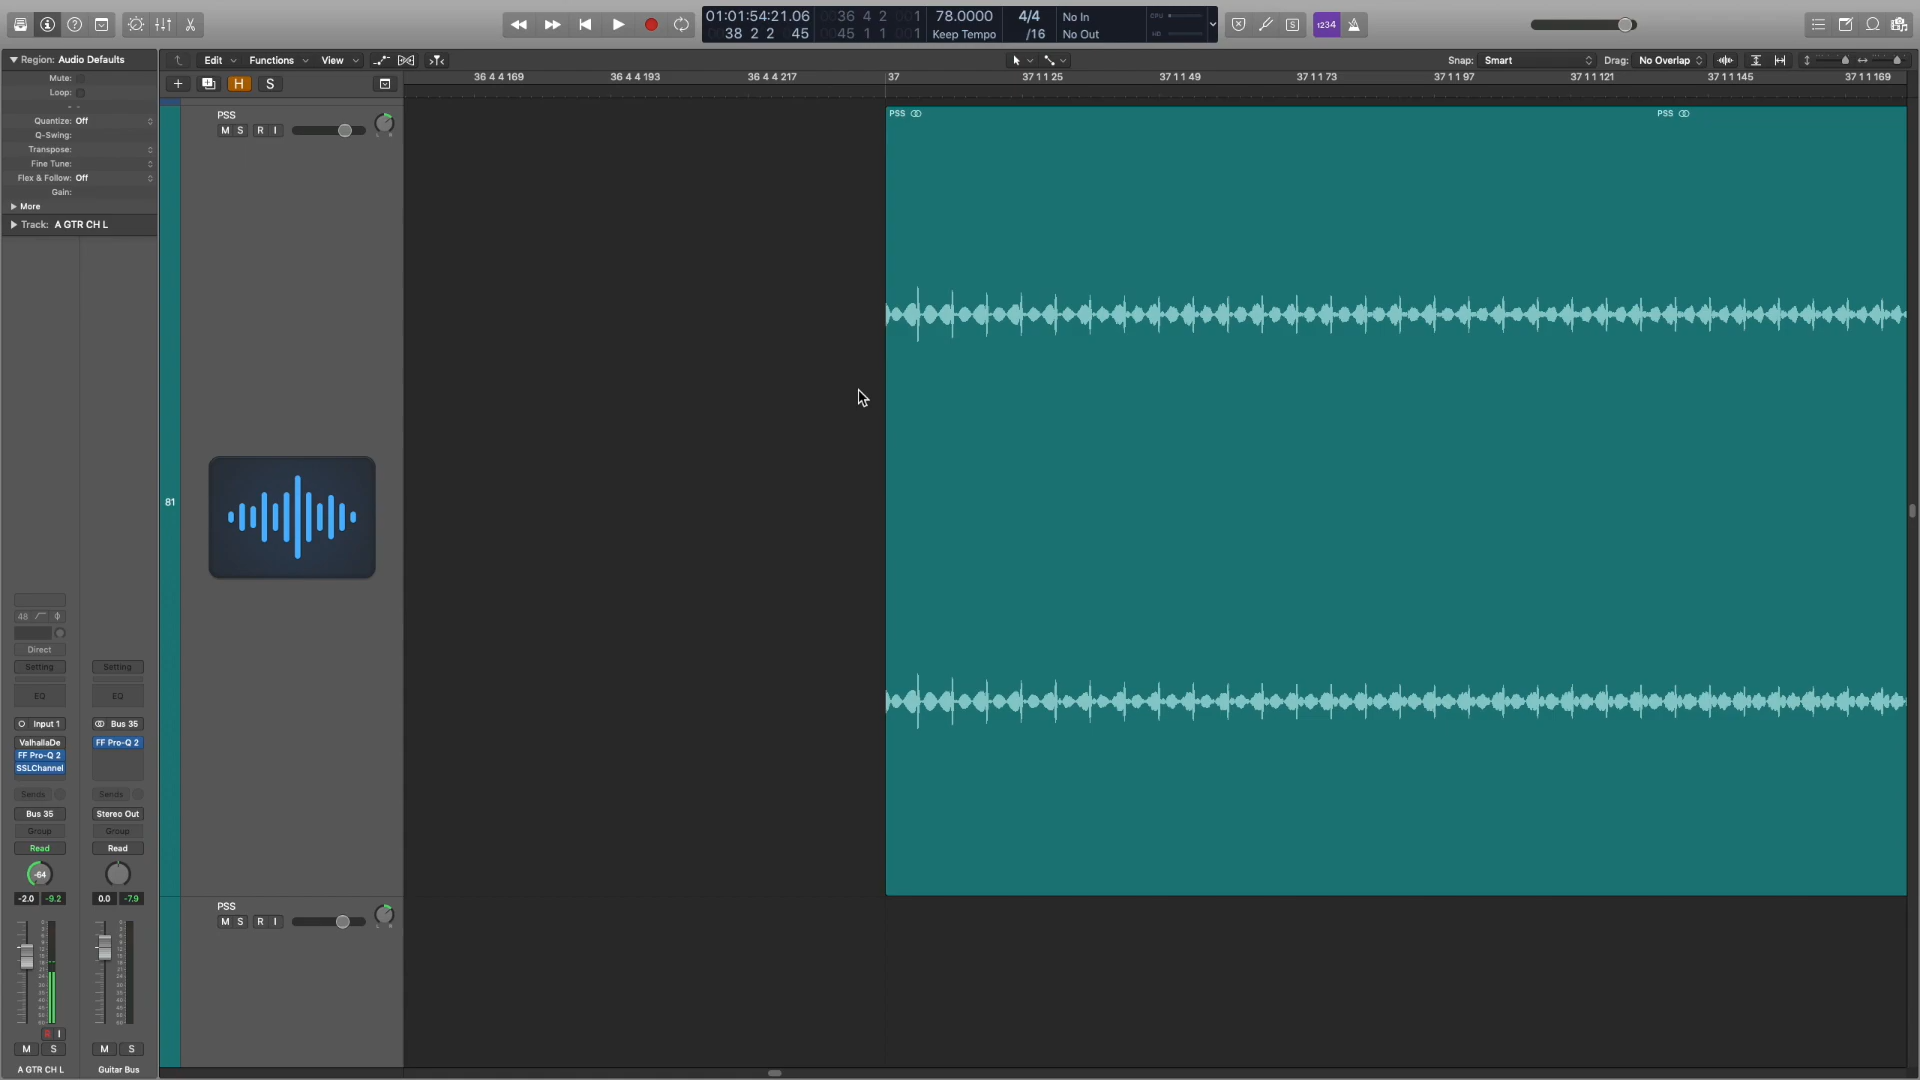 1234
01:01:54:21.06 36 4 2 1 78.0000 4/4 No In CPU
38 2 2 45 45 1 1 1 Keep Tempo /16 No Out HD
Region: Audio Defaults
Mute:
Loop:
Quantize: Off
Q-Swing:
Transpose:
Fine Tune:
Flex & Follow: Off
Gain:
More
Track: A GTR CH L
Edit Functions View
Snap: Smart Drag: No Overlap
H S
36 4 4 169 36 4 4 193 36 4 4 217 37 37 1 1 25 37 1 1 49 37 1 1 73 37 1 1 97 37 1 1 121 37 1 1 145 37 1 1 169
PSS
M S R I
L R
PSS PSS
81
PSS
M S R I
L R
48
Direct
Setting Setting
EQ EQ
Input 1 Bus 35
ValhallaDe FF Pro-Q 2
FF Pro-Q 2
SSLChannel
Sends Sends
Bus 35 Stereo Out
Group Group
Read Read
-64
-2.0 -9.2 0.0 -7.9
R I
M S M S
A GTR CH L Guitar Bus